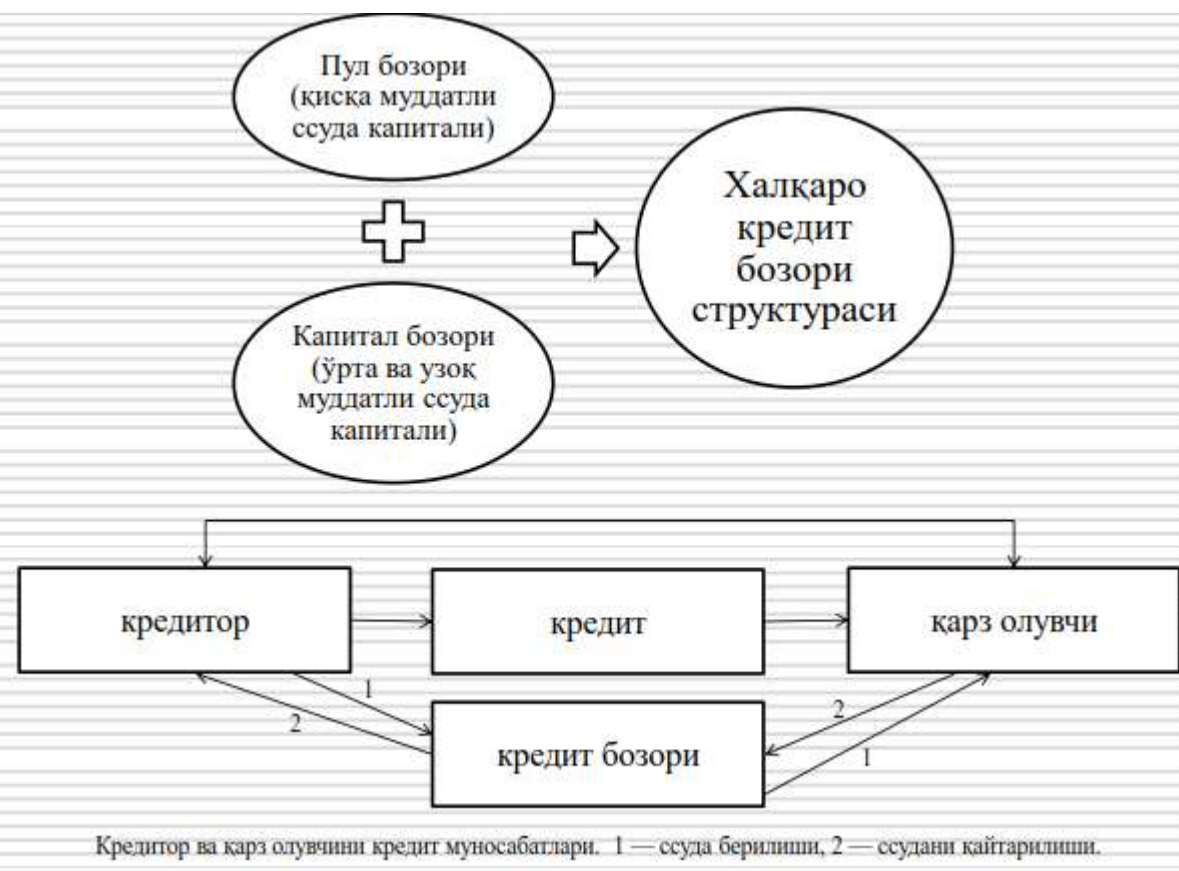 Пул бозори
(қисқа муддатли
ссуда капитали)
Халқаро
кредит
бозори
структураси
Капитал бозори
(ўрта ва узоқ
муддатли ссуда
капитали)
кредитор
кредит
қарз олувчи
1
2
2
1
кредит бозори
Кредитор ва қарз олувчини кредит муносабатлари. 1 — ссуда берилиши, 2 — ссудани қайтарилиши.